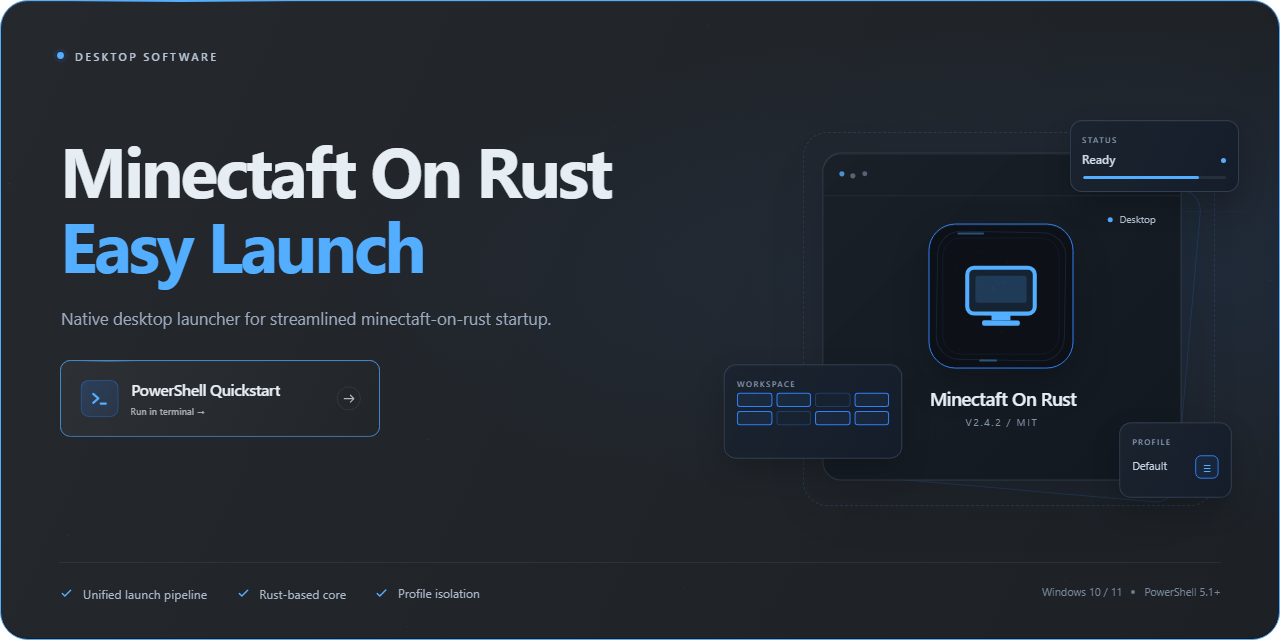 DESKTOP SOFTWARE
Minectaft On Rust
Easy Launch
Native desktop launcher for streamlined minectaft-on-rust startup.
PowerShell Quickstart
Run in terminal →
STATUS
Ready
Desktop
WORKSPACE
Minectaft On Rust
V2.4.2 / MIT
PROFILE
Default
Unified launch pipeline
Rust-based core
Profile isolation
Windows 10 / 11 • PowerShell 5.1+